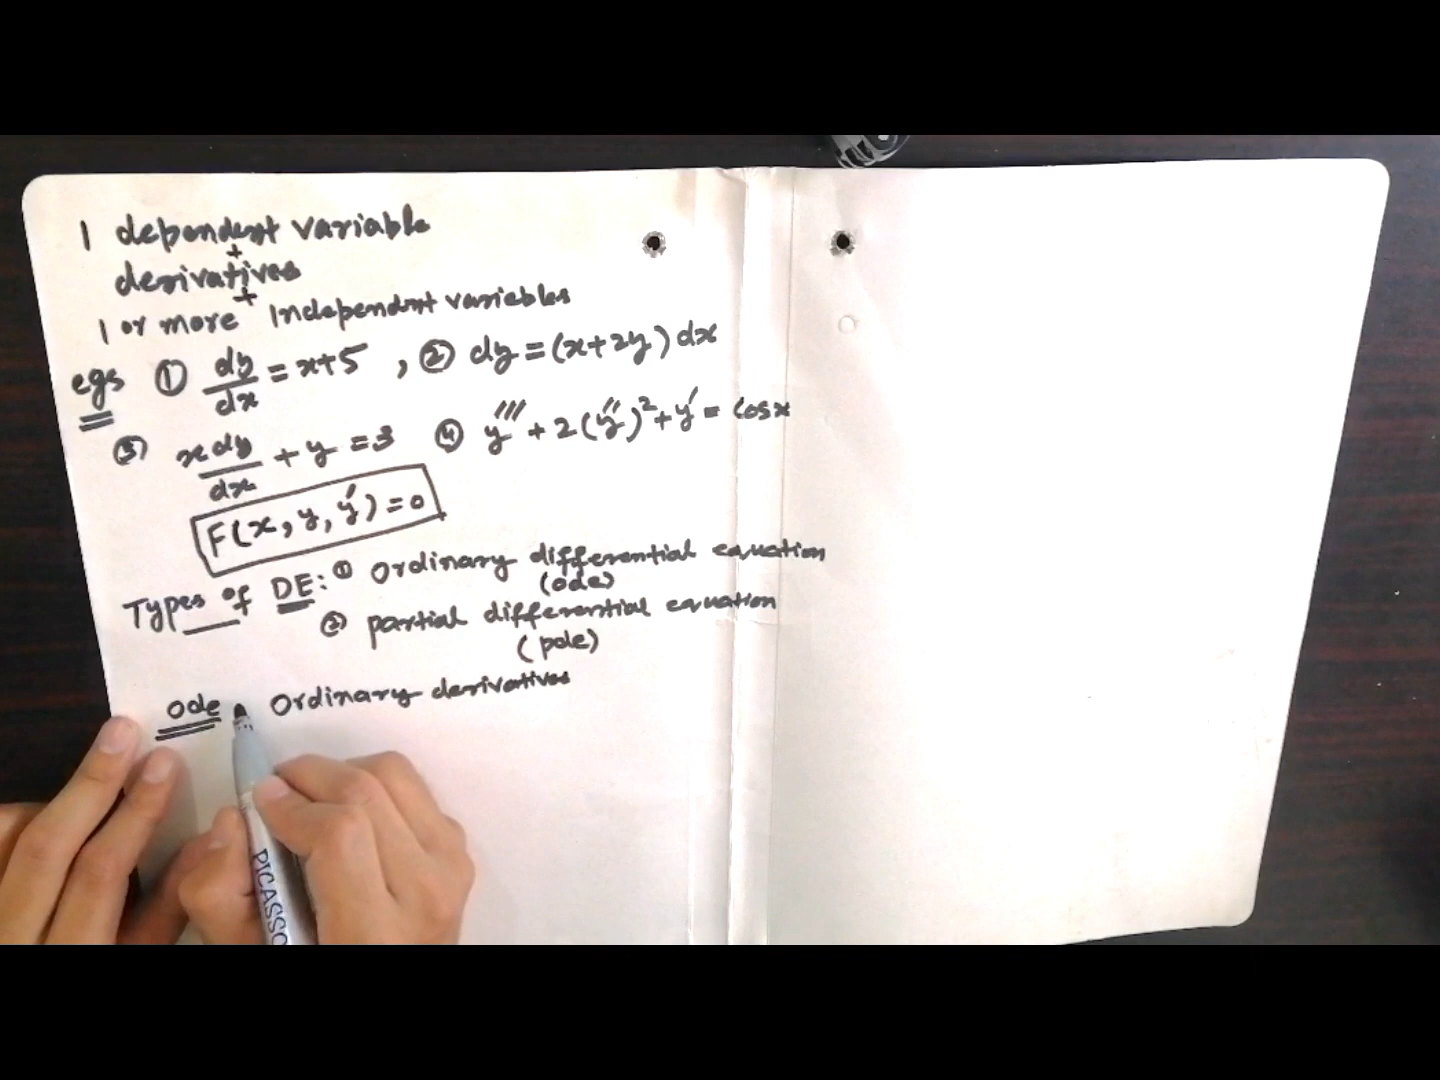 1 dependent variable
+
derivatives
+
1 or more Independent variables
egs ① dy/dx = x+5 , ② dy = (x+2y) dx
③ x dy/dx + y = 3 ④ y''' + 2(y'')² + y' = cos x
F(x, y, y') = 0
Types of DE: ① Ordinary differential equation
(ode)
② partial differential equation
(pde)
ode Ordinary derivatives
PICASSO